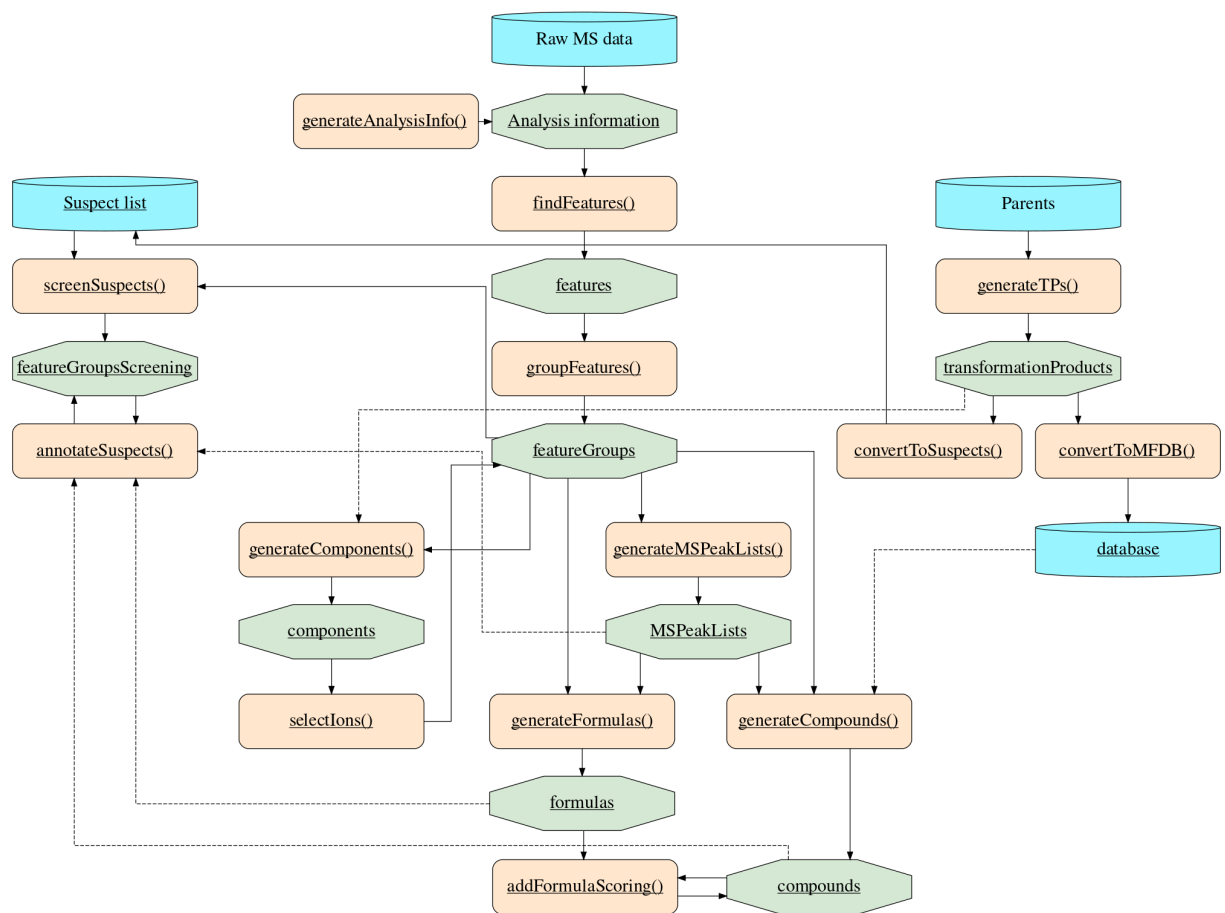 Raw MS data
generateAnalysisInfo()
Analysis information
Suspect list
findFeatures()
Parents
screenSuspects()
features
generateTPs()
featureGroupsScreening
groupFeatures()
transformationProducts
annotateSuspects()
featureGroups
convertToSuspects()
convertToMFDB()
generateComponents()
generateMSPeakLists()
database
components
MSPeakLists
selectIons()
generateFormulas()
generateCompounds()
formulas
addFormulaScoring()
compounds